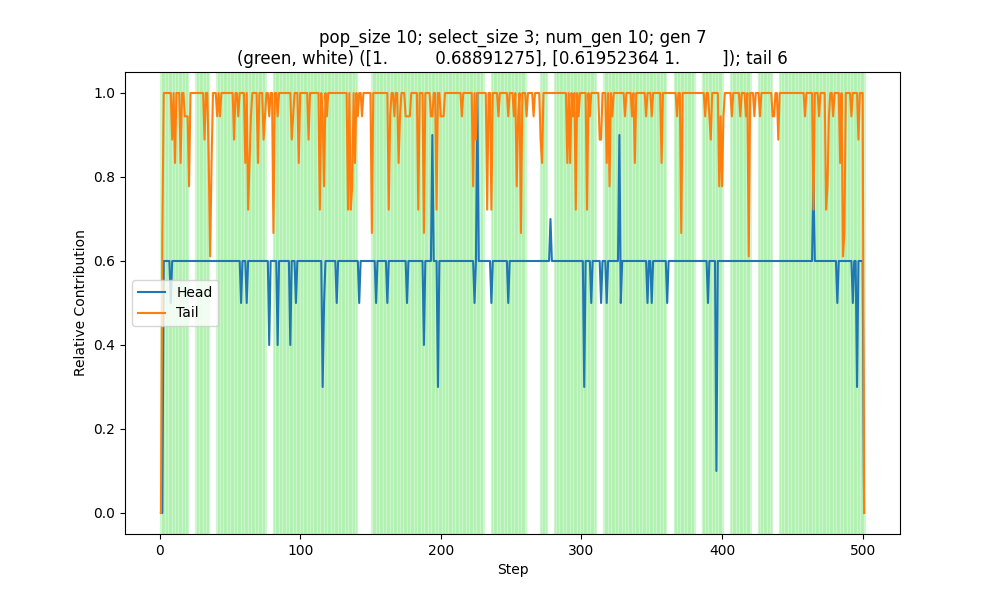 pop_size 10; select_size 3; num_gen 10; gen 7
(green, white) ([1.          0.68891275], [0.61952364 1.         ]); tail 6
Relative Contribution
1.0
0.8
0.6
0.4
0.2
0.0
Head
Tail
0 100 200 300 400 500
Step